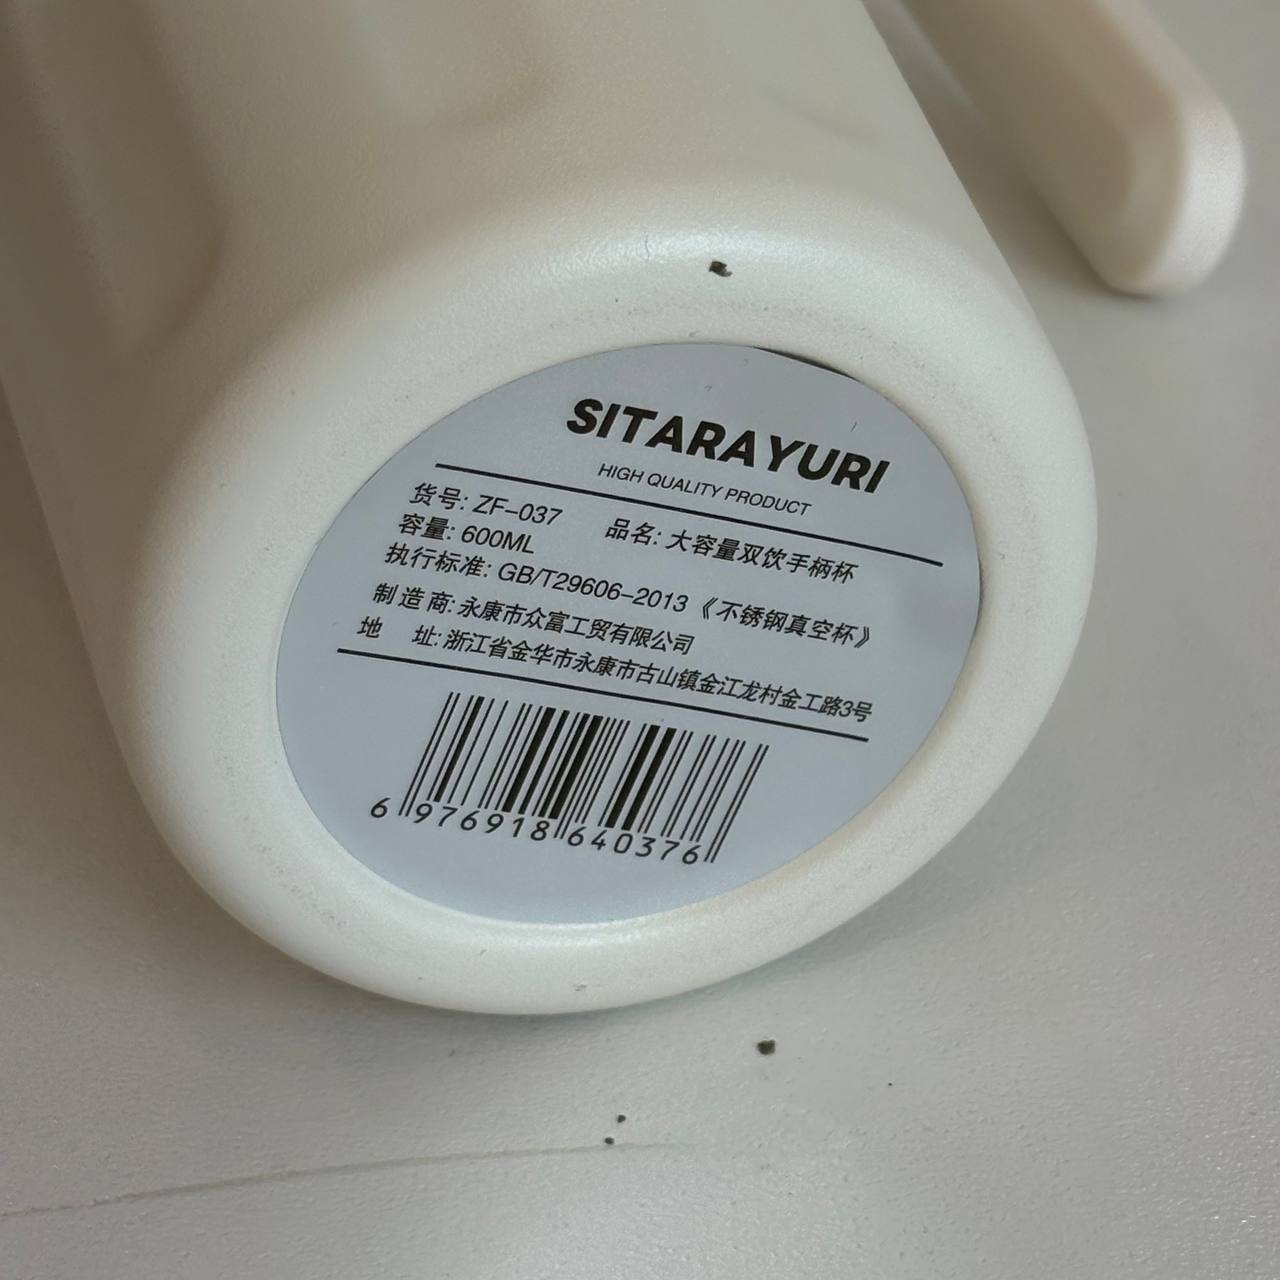 SITARAYURI
HIGH QUALITY PRODUCT
货号: ZF-037 品名: 大容量双饮手柄杯
容量: 600ML
执行标准: GB/T29606-2013《不锈钢真空杯》
制造商: 永康市众富工贸有限公司
地 址: 浙江省金华市永康市古山镇金江龙村金工路3号
6 976918 640376